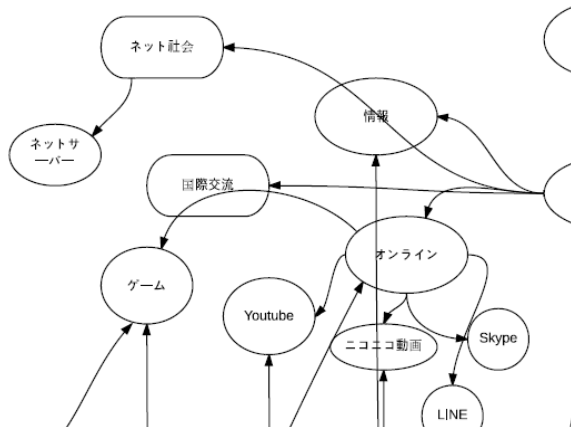 ネット社会
情報
ネットサ
ーバー
国際交流
オンライン
ゲーム
Youtube
ニコニコ動画
Skype
LINE